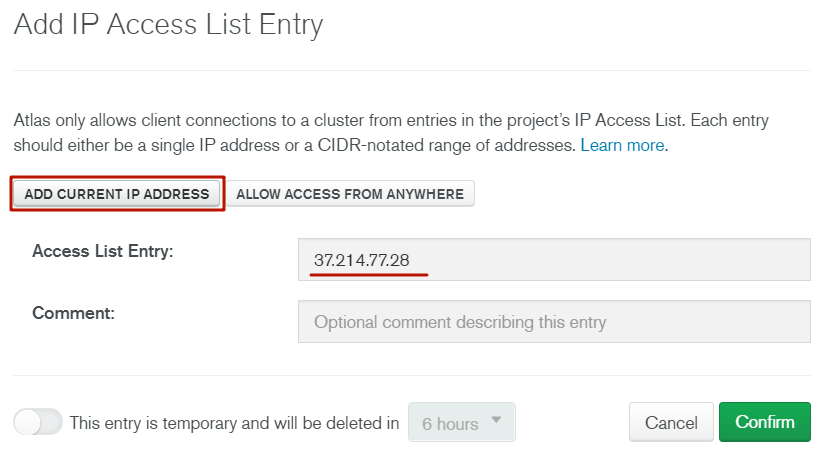 Add IP Access List Entry
Atlas only allows client connections to a cluster from entries in the project's IP Access List. Each entry
should either be a single IP address or a CIDR-notated range of addresses. Learn more.
ADD CURRENT IP ADDRESS ALLOW ACCESS FROM ANYWHERE
Access List Entry: 37.214.77.28
Comment: Optional comment describing this entry
This entry is temporary and will be deleted in 6 hours Cancel Confirm